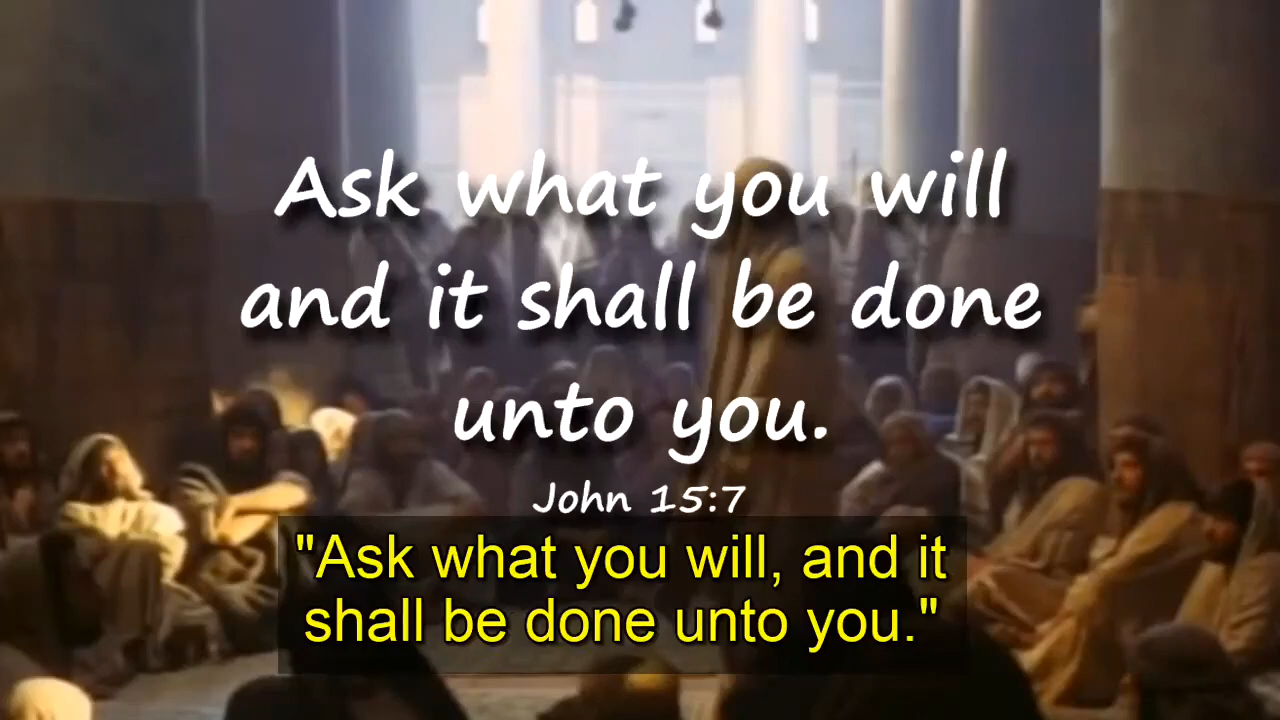 Ask what you will
and it shall be done
unto you.
John 15:7
"Ask what you will, and it
shall be done unto you."